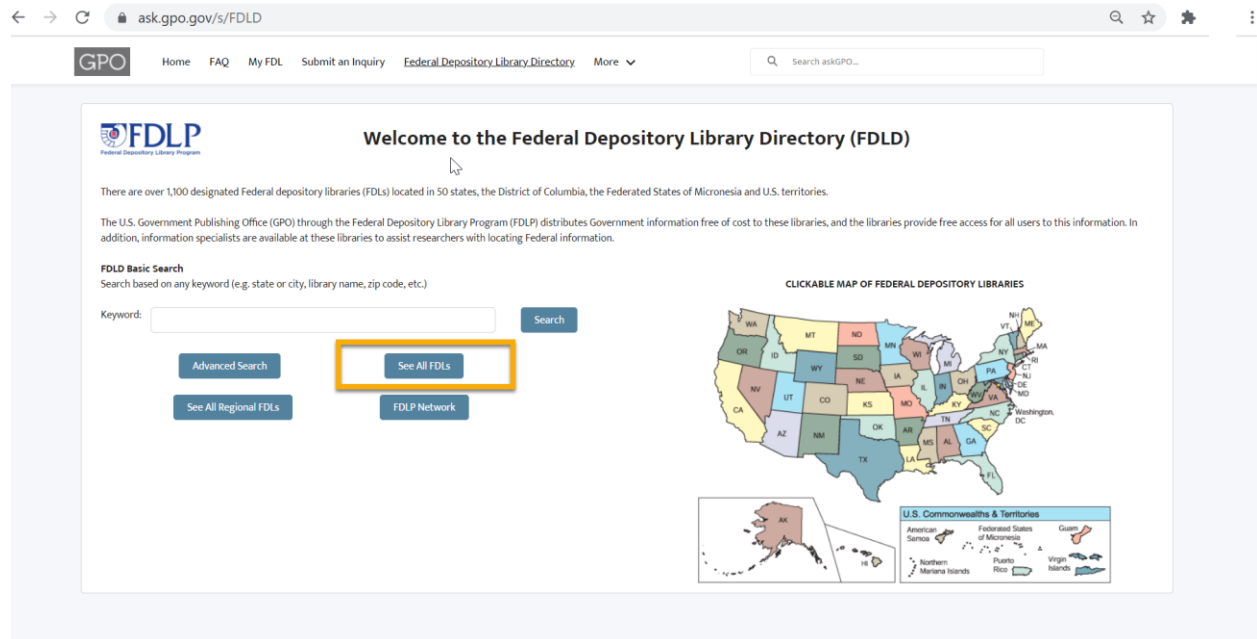 ask.gpo.gov/s/FDLD
GPO Home FAQ My FDL Submit an Inquiry Federal Depository Library Directory More Search askGPO...
FDLP
Federal Depository Library Program
Welcome to the Federal Depository Library Directory (FDLD)
There are over 1,100 designated Federal depository libraries (FDLs) located in 50 states, the District of Columbia, the Federated States of Micronesia and U.S. territories.
The U.S. Government Publishing Office (GPO) through the Federal Depository Library Program (FDLP) distributes Government information free of cost to these libraries, and the libraries provide free access for all users to this information. In
addition, information specialists are available at these libraries to assist researchers with locating Federal information.
FDLD Basic Search
Search based on any keyword (e.g. state or city, library name, zip code, etc.)
Keyword:
Search
Advanced Search See All FDLs
See All Regional FDLs FDLP Network
CLICKABLE MAP OF FEDERAL DEPOSITORY LIBRARIES
WA MT ND MN VT NH ME
OR ID WY SD WI MI NY MA
RI
CT
NJ
NV UT CO NE IA IL IN OH PA DE
MD
CA KS MO KY WV VA Washington,
DC
AZ NM OK AR TN NC
SC
TX LA MS AL GA
FL
AK
HI
U.S. Commonwealths & Territories
American
Samoa
Federated States
of Micronesia
Guam
Northern
Mariana Islands
Puerto
Rico
Virgin
Islands